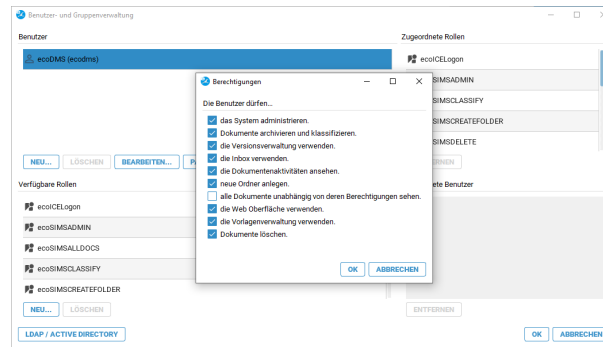 Benutzer- und Gruppenverwaltung
Benutzer
ecoDMS (ecodms)
NEU...
LÖSCHEN
BEARBEITEN...
Zugeordnete Rollen
ecoICELogon
SIMSADMIN
SIMSCLASSIFY
SIMSCREATEFOLDER
SIMSDELETE
ERNEN
Berechtigungen
Die Benutzer dürfen...
das System administrieren.
Dokumente archivieren und klassifizieren.
die Versionsverwaltung verwenden.
die Inbox verwenden.
die Dokumentenaktivitäten ansehen.
neue Ordner anlegen.
alle Dokumente unabhängig von deren Berechtigungen sehen.
die Web Oberfläche verwenden.
die Vorlagenverwaltung verwenden.
Dokumente löschen.
OK
ABBRECHEN
Verfügbare Rollen
ecoICELogon
ecoSIMSADMIN
ecoSIMSALLDOCS
ecoSIMSCLASSIFY
ecoSIMSCREATEFOLDER
NEU...
LÖSCHEN
ete Benutzer
ENTFERNEN
LDAP / ACTIVE DIRECTORY
OK
ABBRECHEN